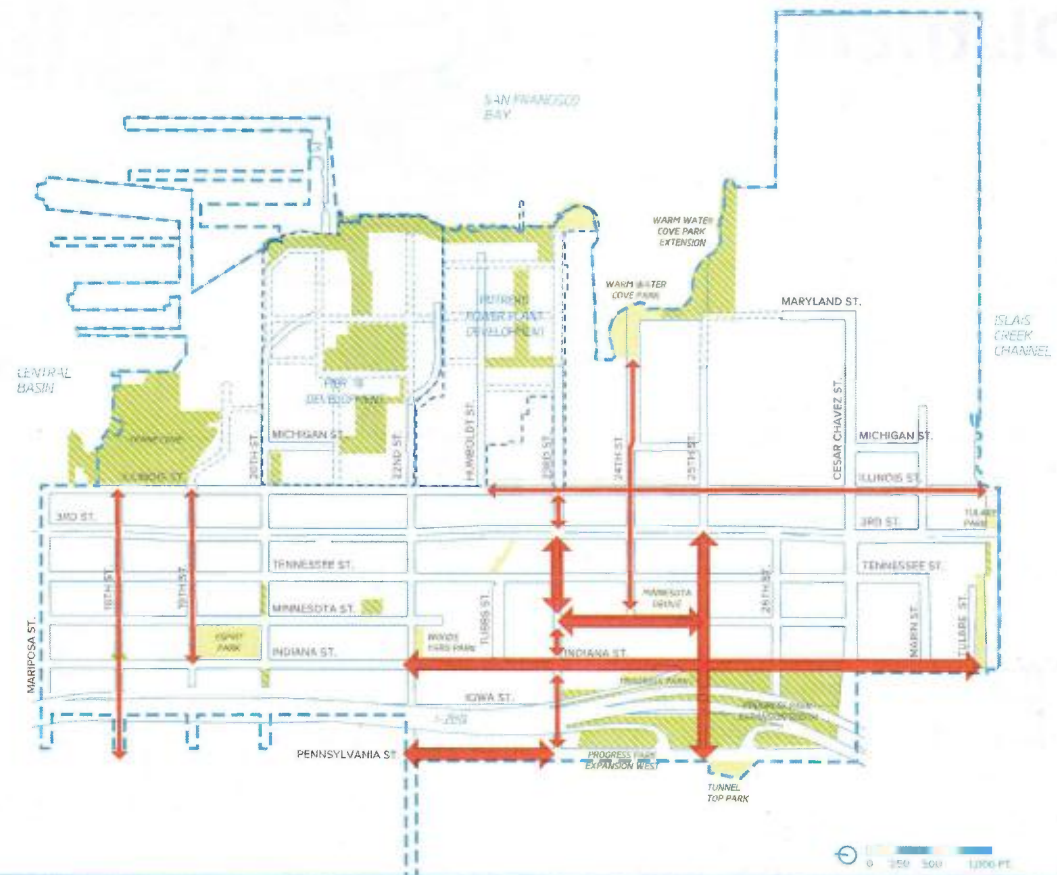 SAN FRANCISCO
BAY
WARM WATER
COVE PARK
EXTENSION
WARM WATER
COVE PARK
MARYLAND ST.
ISLAIS
CREEK
CHANNEL
CENTRAL
BASIN
POTRERO
POWER PLANT
DEVELOPMENT
PIER 70
DEVELOPMENT
20TH ST.
MICHIGAN ST.
22ND ST.
HUMBOLDT ST.
23RD ST.
24TH ST.
25TH ST.
CESAR CHAVEZ ST.
MICHIGAN ST.
ILLINOIS ST.
ILLINOIS ST.
3RD ST.
3RD ST.
TULARE
PARK
18TH ST.
19TH ST.
TENNESSEE ST.
TENNESSEE ST.
MINNESOTA ST.
TUBBS ST.
MINNESOTA
GROVE
26TH ST.
MARIN ST.
TULARE ST.
MARIPOSA ST.
ESPRIT
PARK
INDIANA ST.
WOODS
YARD PARK
INDIANA ST.
IOWA ST.
PROGRESS PARK
I-280
PENNSYLVANIA ST.
PROGRESS PARK
EXPANSION WEST
TUNNEL
TOP PARK
0 250 500 1,000 FT.